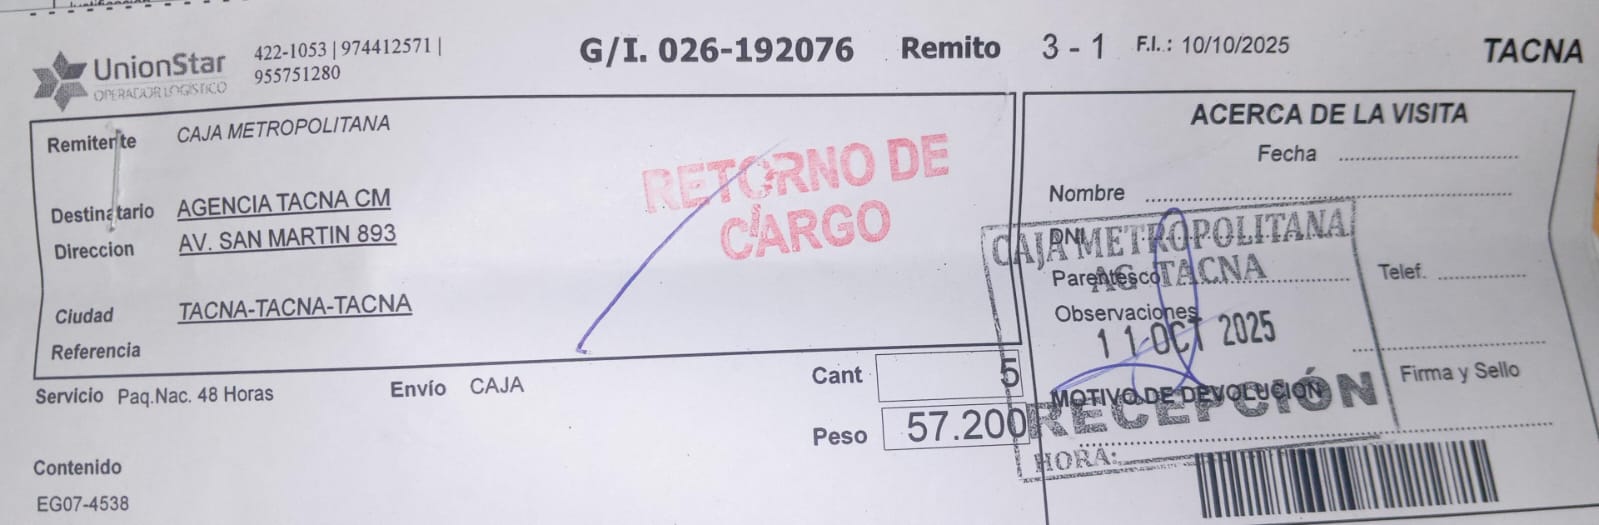 UnionStar
OPERADOR LOGÍSTICO
422-1053 | 974412571 |
955751280
G/I. 026-192076 Remito 3 - 1 F.I.: 10/10/2025 TACNA
Remitente CAJA METROPOLITANA
Destinatario AGENCIA TACNA CM
Direccion AV. SAN MARTIN 893
Ciudad TACNA-TACNA-TACNA
Referencia
RETORNO DE
CARGO
Servicio Paq.Nac. 48 Horas Envío CAJA
Cant 5
Peso 57.200
Contenido
EG07-4538
ACERCA DE LA VISITA
Fecha
Nombre
DNI
Parentesco Telef.
Observaciones
Firma y Sello
MOTIVO DE DEVOLUCION
CAJA METROPOLITANA
AG TACNA
11 OCT 2025
RECEPCIÓN
HORA: